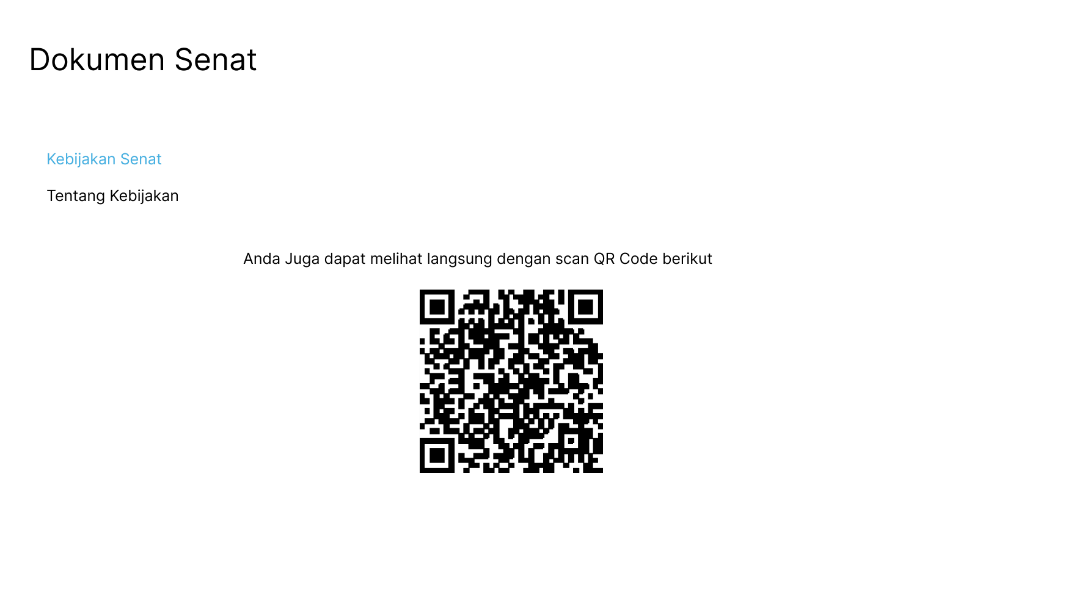 Dokumen Senat
Kebijakan Senat
Tentang Kebijakan
Anda Juga dapat melihat langsung dengan scan QR Code berikut